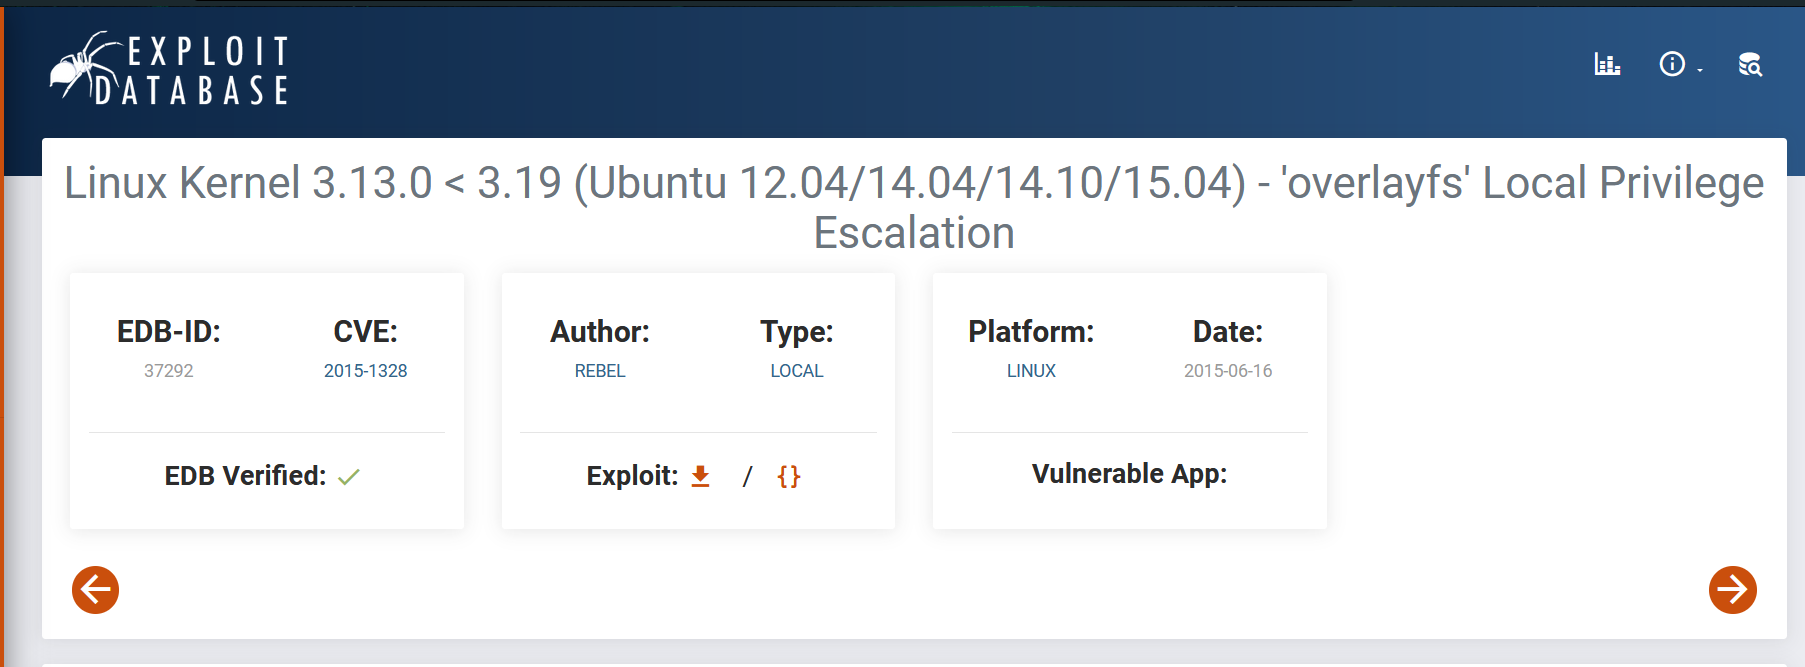 EXPLOIT
DATABASE
Linux Kernel 3.13.0 < 3.19 (Ubuntu 12.04/14.04/14.10/15.04) - 'overlayfs' Local Privilege
Escalation
EDB-ID:
37292
CVE:
2015-1328
EDB Verified:
Author:
REBEL
Type:
LOCAL
Exploit: / {}
Platform:
LINUX
Date:
2015-06-16
Vulnerable App: